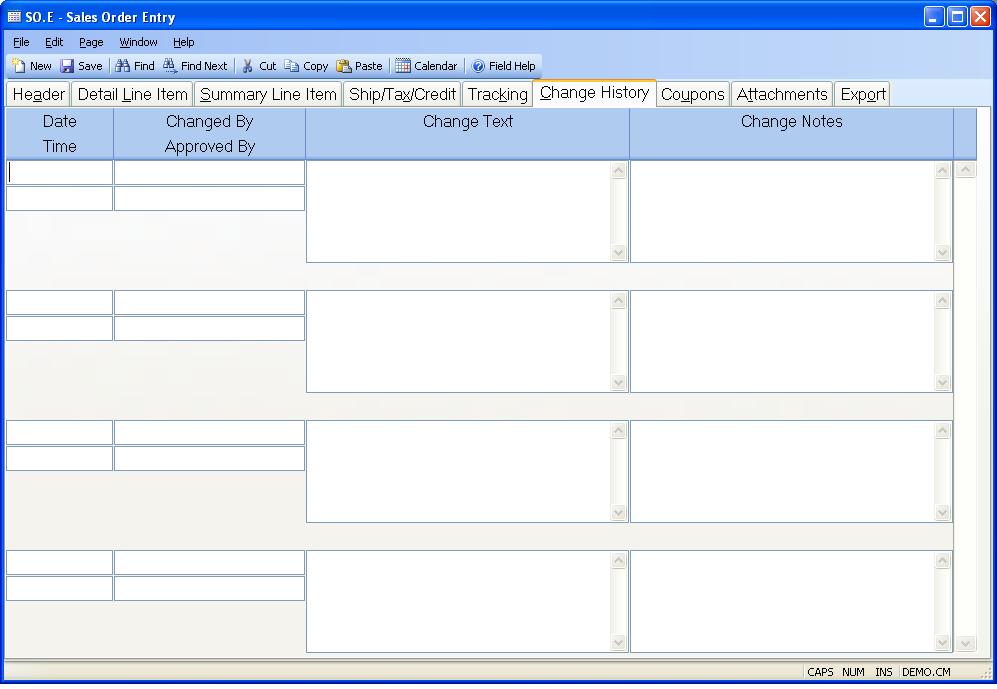 SO.E - Sales Order Entry
File Edit Page Window Help
New Save Find Find Next Cut Copy Paste Calendar Field Help
Header Detail Line Item Summary Line Item Ship/Tax/Credit Tracking Change History Coupons Attachments Export
Date Changed By Change Text Change Notes
Time Approved By
CAPS NUM INS DEMO.CM